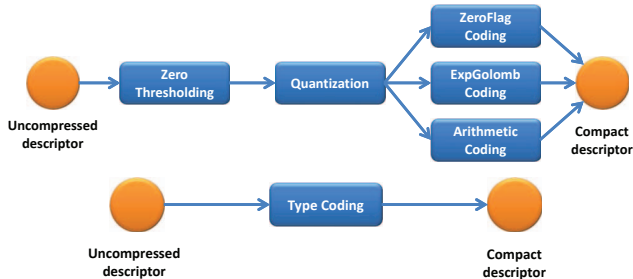 ZeroFlag
Coding
Zero
Thresholding
Quantization
ExpGolomb
Coding
Arithmetic
Coding
Uncompressed
descriptor
Compact
descriptor
Type Coding
Uncompressed
descriptor
Compact
descriptor